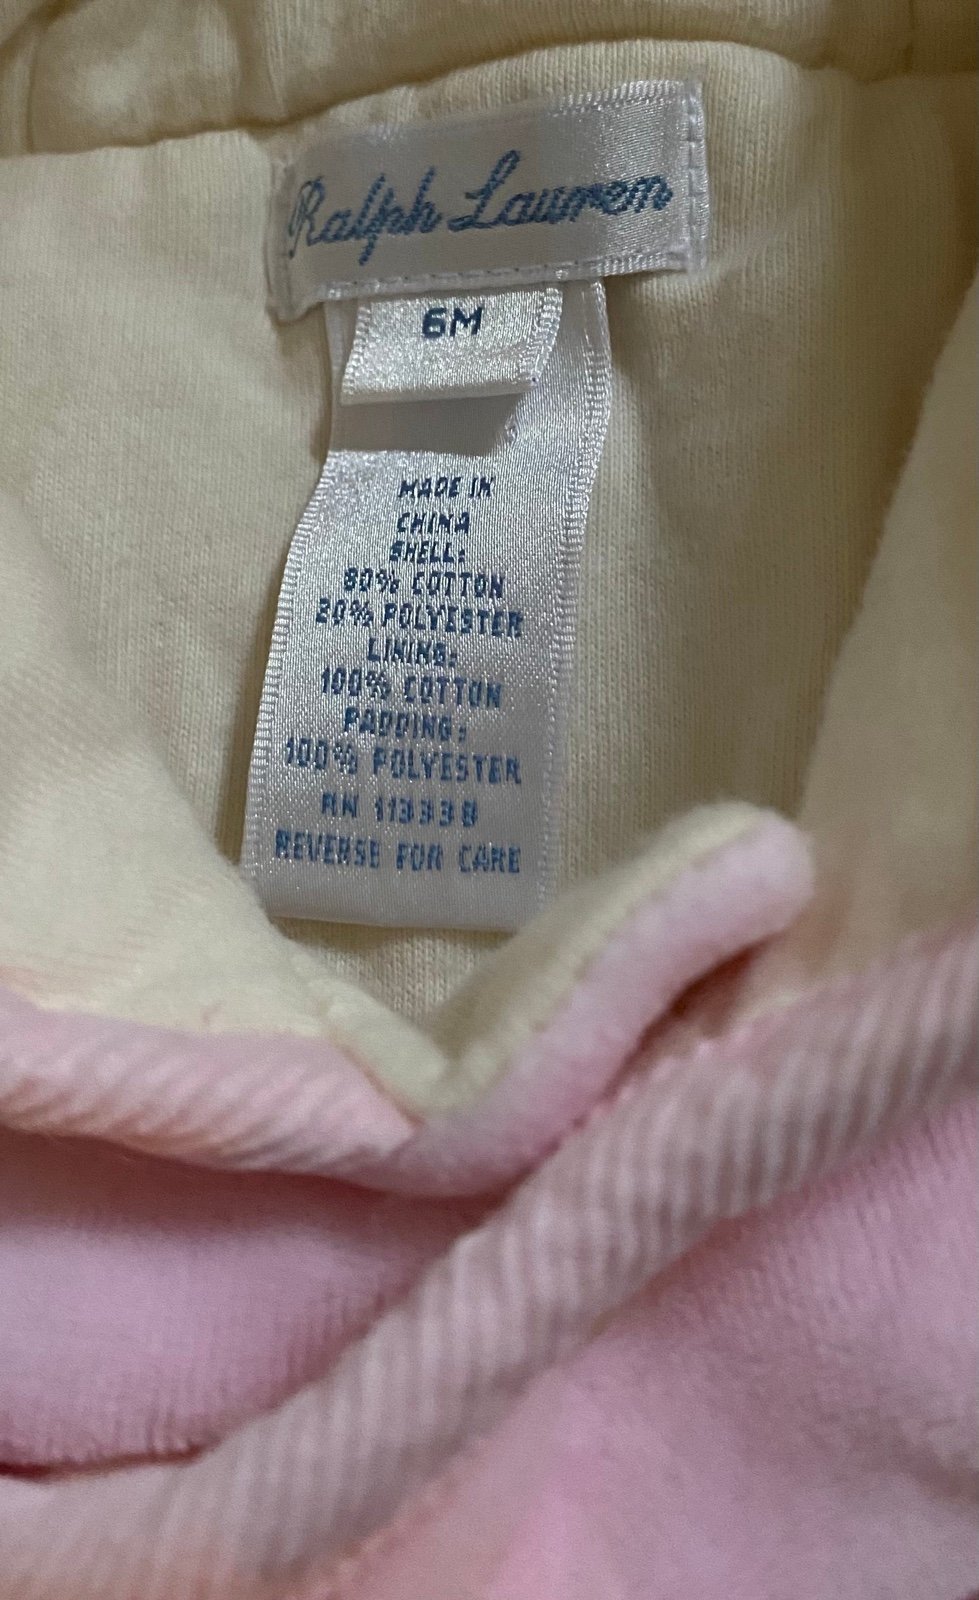 Ralph Lauren
6M
MADE IN
CHINA
SHELL:
80% COTTON
20% POLYESTER
LINING:
100% COTTON
PADDING:
100% POLYESTER
RN 113338
REVERSE FOR CARE